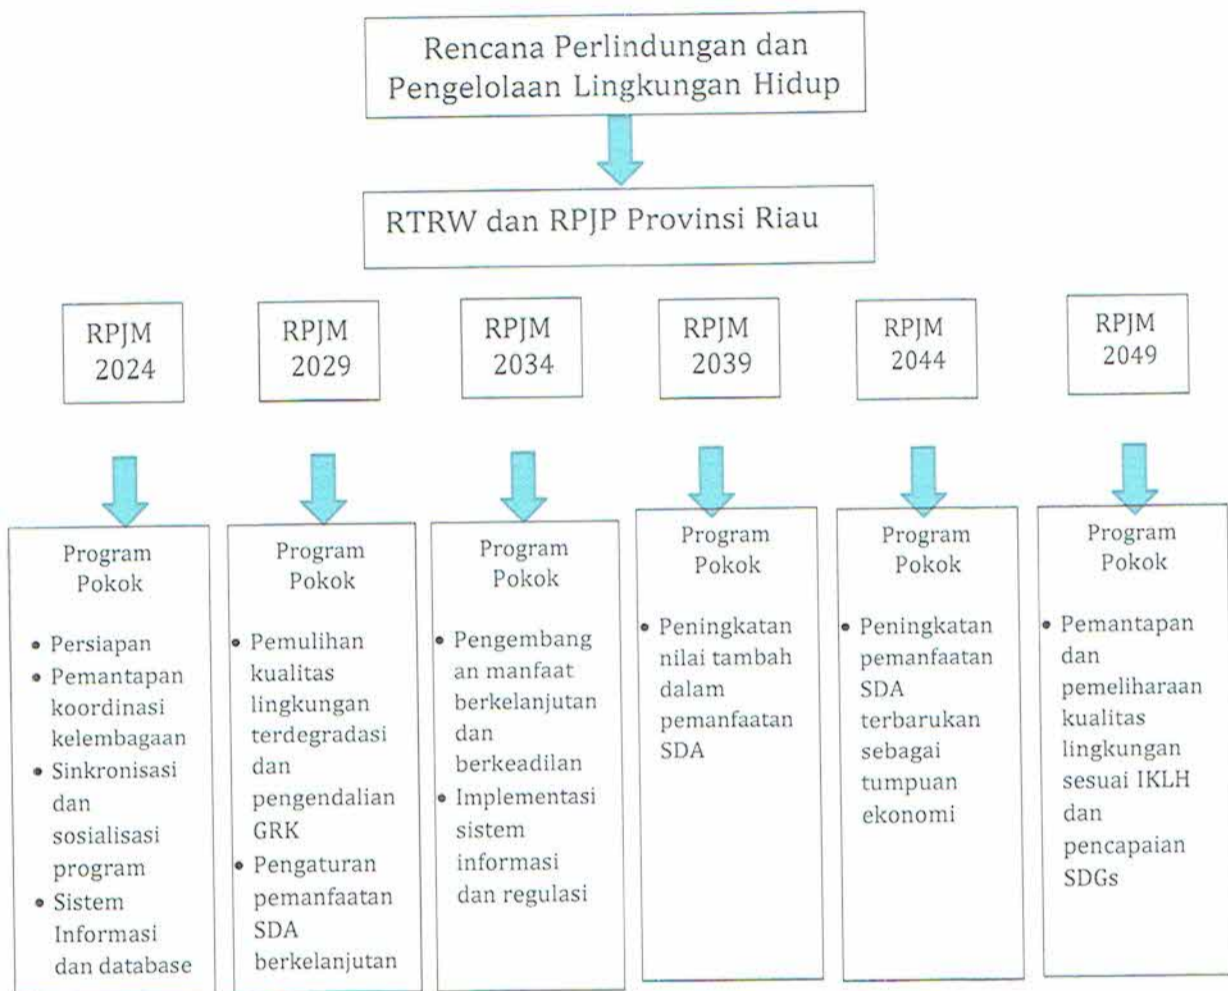 Rencana Perlindungan dan
Pengelolaan Lingkungan Hidup
RTRW dan RPJP Provinsi Riau
RPJM
2024
RPJM
2029
RPJM
2034
RPJM
2039
RPJM
2044
RPJM
2049
Program
Pokok
• Persiapan
• Pemantapan
koordinasi
kelembagaan
• Sinkronisasi
dan
sosialisasi
program
• Sistem
Informasi
dan database
Program
Pokok
• Pemulihan
kualitas
lingkungan
terdegradasi
dan
pengendalian
GRK
• Pengaturan
pemanfaatan
SDA
berkelanjutan
Program
Pokok
• Pengembang
an manfaat
berkelanjutan
dan
berkeadilan
• Implementasi
sistem
informasi
dan regulasi
Program
Pokok
• Peningkatan
nilai tambah
dalam
pemanfaatan
SDA
Program
Pokok
• Peningkatan
pemanfaatan
SDA
terbarukan
sebagai
tumpuan
ekonomi
Program
Pokok
• Pemantapan
dan
pemeliharaan
kualitas
lingkungan
sesuai IKLH
dan
pencapaian
SDGs